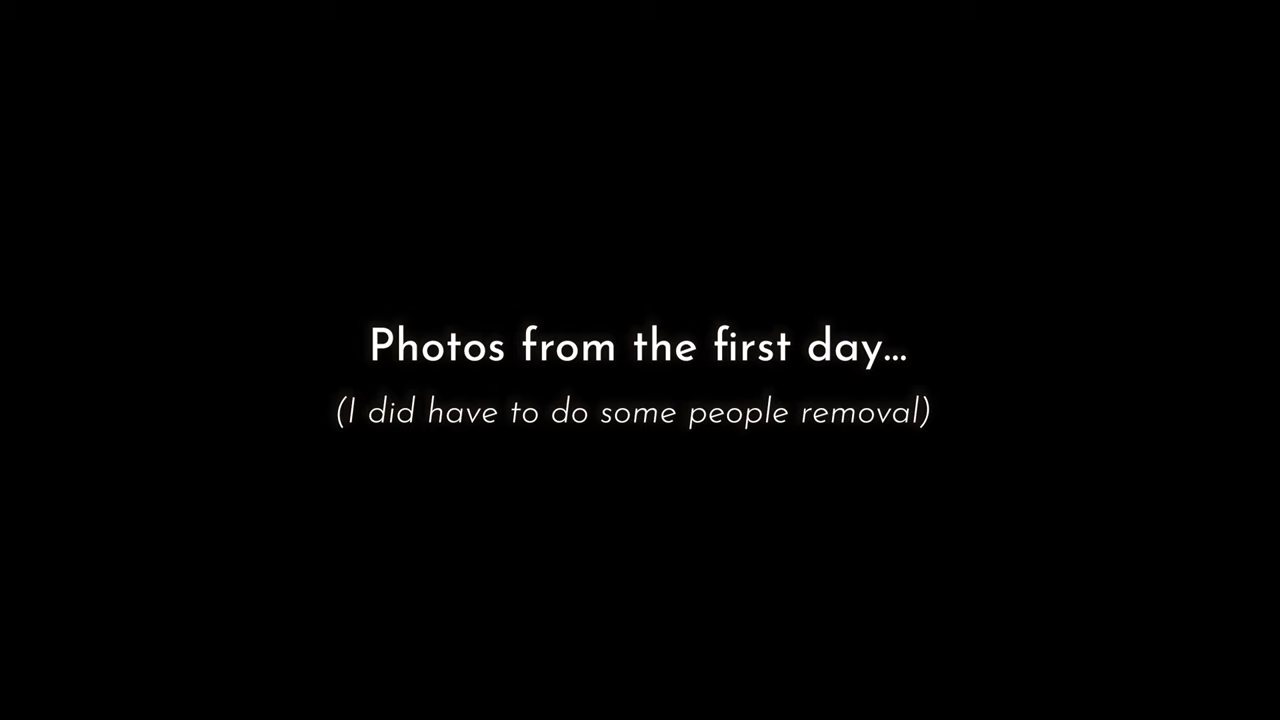 Photos from the first day...
(I did have to do some people removal)